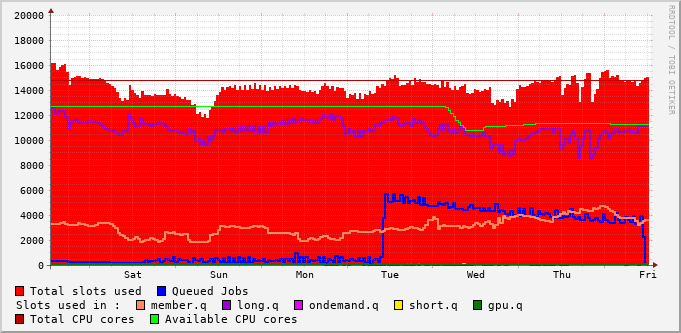 20000
18000
16000
14000
12000
10000
8000
6000
4000
2000
0
Sat Sun Mon Tue Wed Thu Fri
RRDTOOL / TOBI OETIKER
Total slots used Queued Jobs
Slots used in : member.q long.q ondemand.q short.q gpu.q
Total CPU cores Available CPU cores